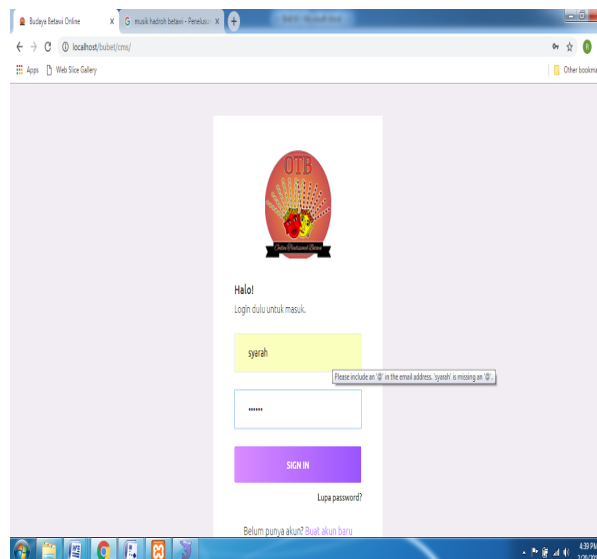 Budaya Betawi Online
musik hadroh betawi - Penelusu
localhost/bubet/cms/
Apps
Web Slice Gallery
Other bookma
OTB
Halo!
Login dulu untuk masuk.
syarah
Please include an '@' in the email address. 'syarah' is missing an '@'.
SIGN IN
Lupa password?
Belum punya akun? Buat akun baru
4:39 PM